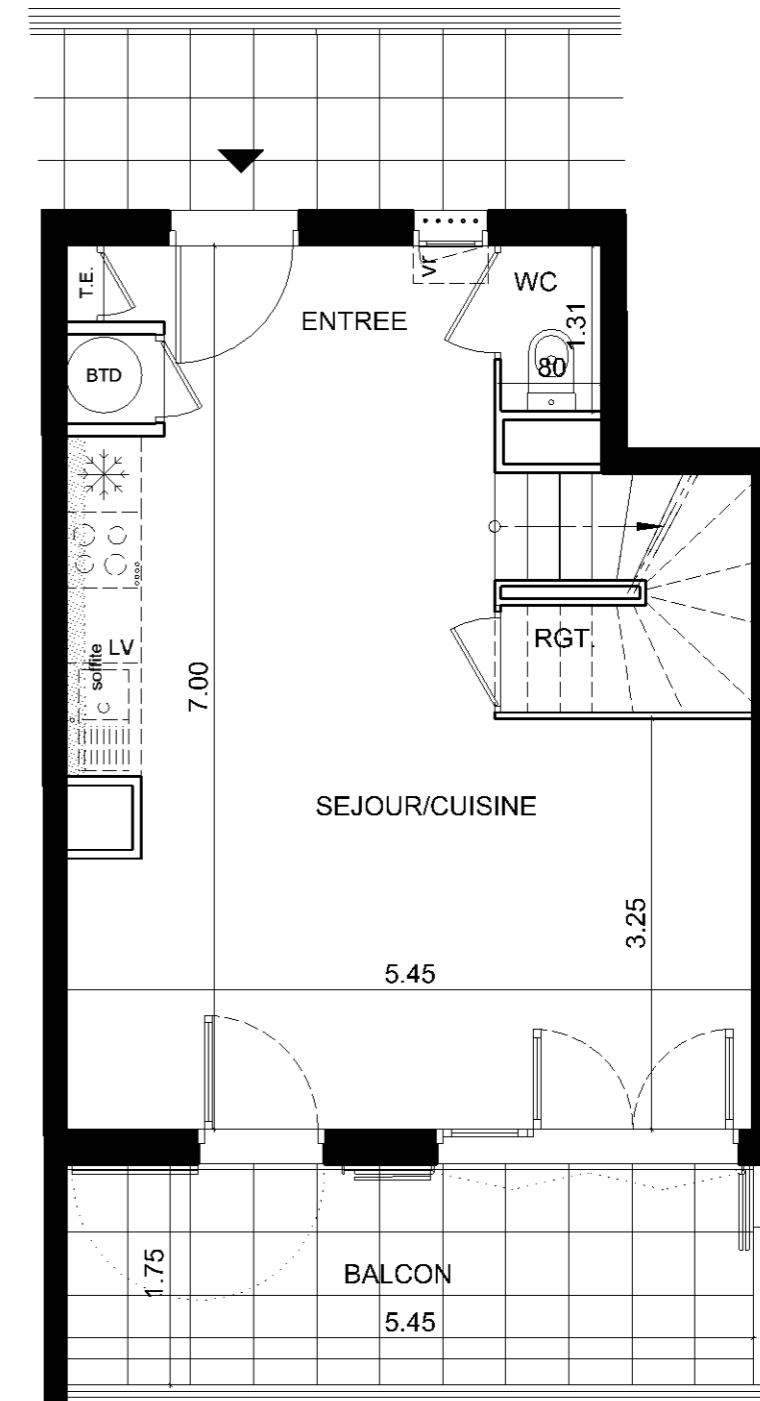 T.E.
vr
WC
ENTREE
1.31
80
BTD
LV
soffite
RGT.
7.00
SEJOUR/CUISINE
3.25
5.45
1.75
BALCON
5.45